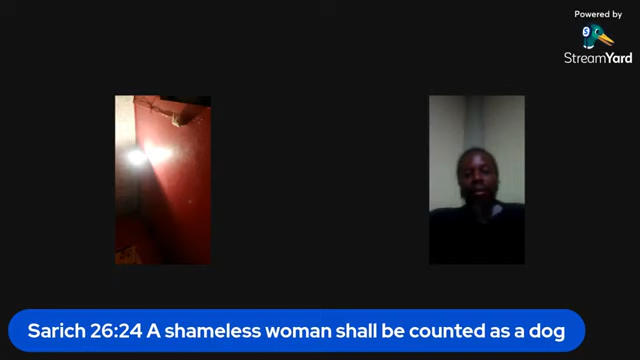 Powered by
StreamYard
Sarich 26:24 A shameless woman shall be counted as a dog